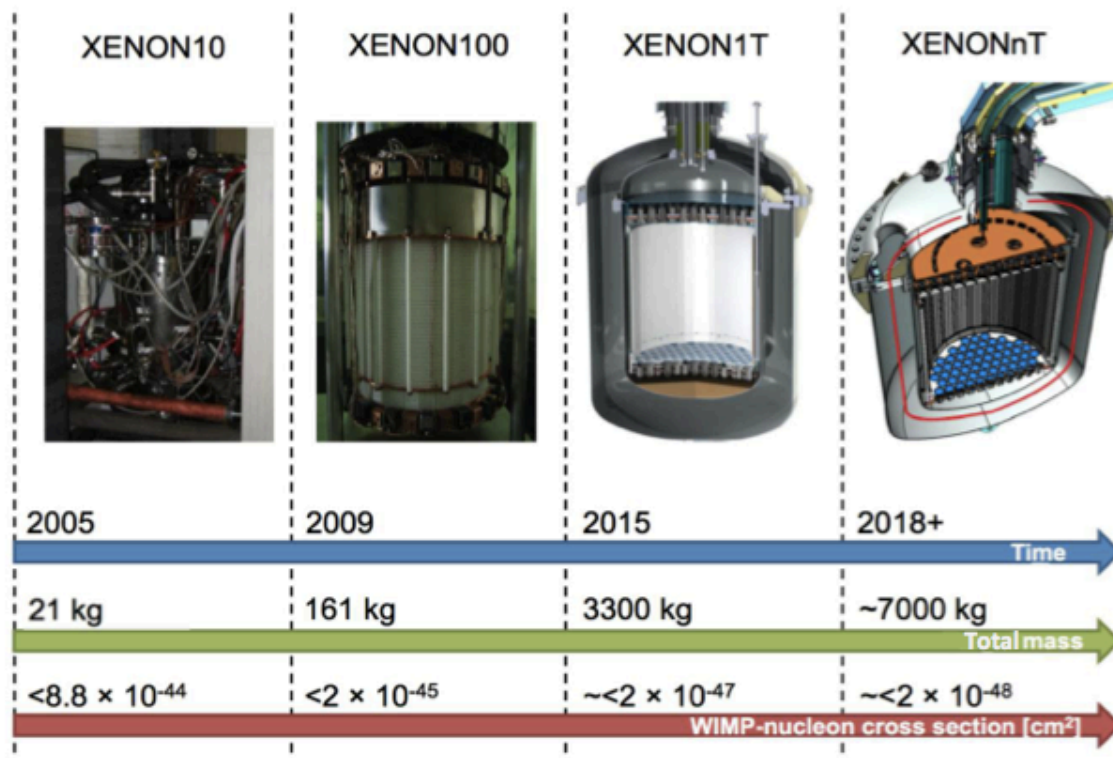 XENON10 XENON100 XENON1T XENONnT
2005 2009 2015 2018+
Time
21 kg 161 kg 3300 kg ~7000 kg
Total mass
<8.8 × 10⁻⁴⁴ <2 × 10⁻⁴⁵ ~<2 × 10⁻⁴⁷ ~<2 × 10⁻⁴⁸
WIMP-nucleon cross section [cm²]